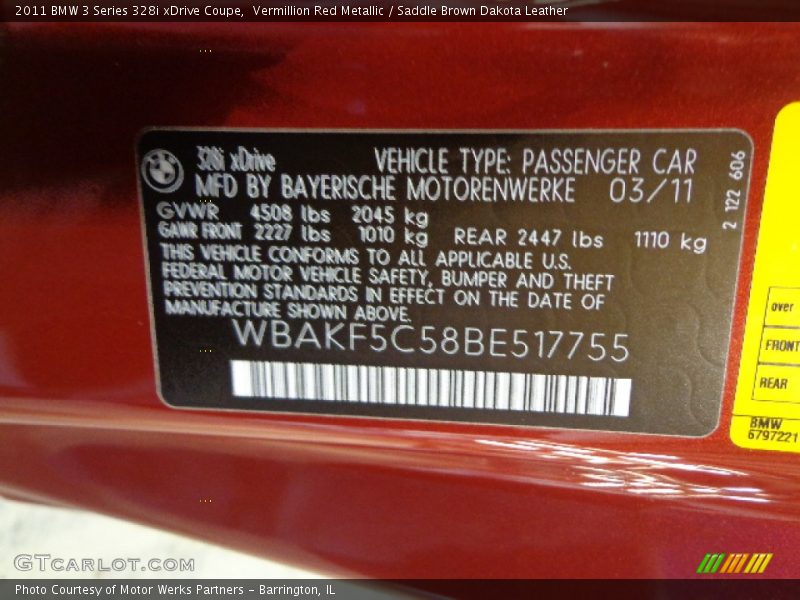 2011 BMW 3 Series 328i xDrive Coupe,  Vermillion Red Metallic / Saddle Brown Dakota Leather
328i xDrive VEHICLE TYPE: PASSENGER CAR
MFD BY BAYERISCHE MOTORENWERKE 03/11
GVWR 4508 lbs 2045 kg
GAWR FRONT 2227 lbs 1010 kg REAR 2447 lbs 1110 kg
THIS VEHICLE CONFORMS TO ALL APPLICABLE U.S.
FEDERAL MOTOR VEHICLE SAFETY, BUMPER AND THEFT
PREVENTION STANDARDS IN EFFECT ON THE DATE OF
MANUFACTURE SHOWN ABOVE.
WBAKF5C58BE517755
2 122 606
over
FRONT
REAR
BMW
6797221
GTCARLOT.COM
Photo Courtesy of Motor Werks Partners - Barrington, IL